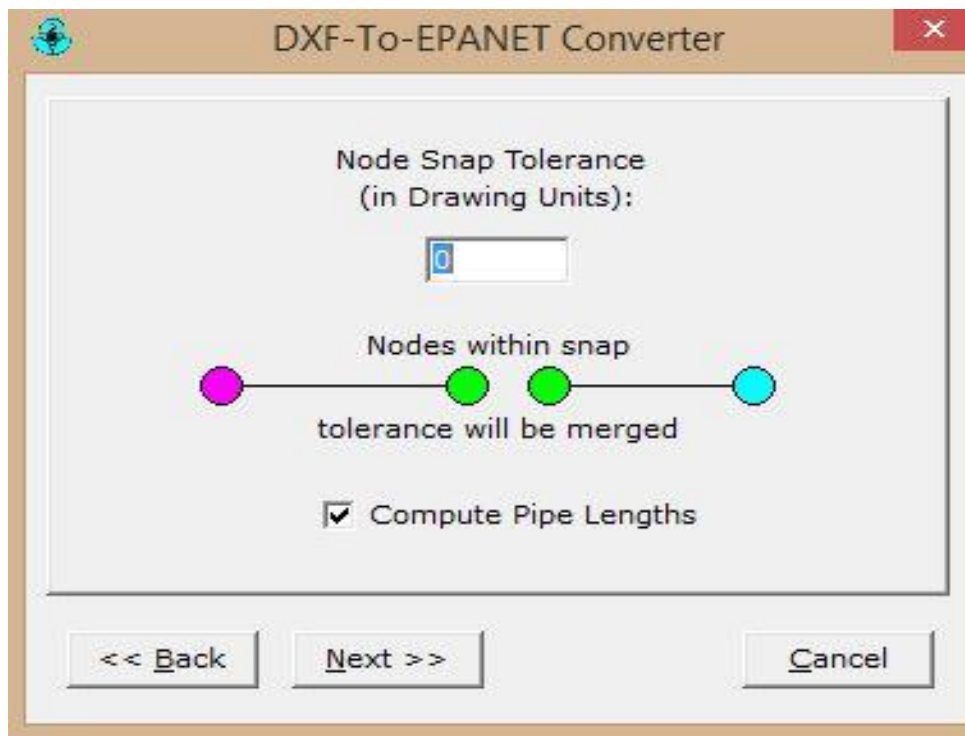 DXF-To-EPANET Converter
Node Snap Tolerance
(in Drawing Units):
0
Nodes within snap
tolerance will be merged
Compute Pipe Lengths
<< Back Next >> Cancel